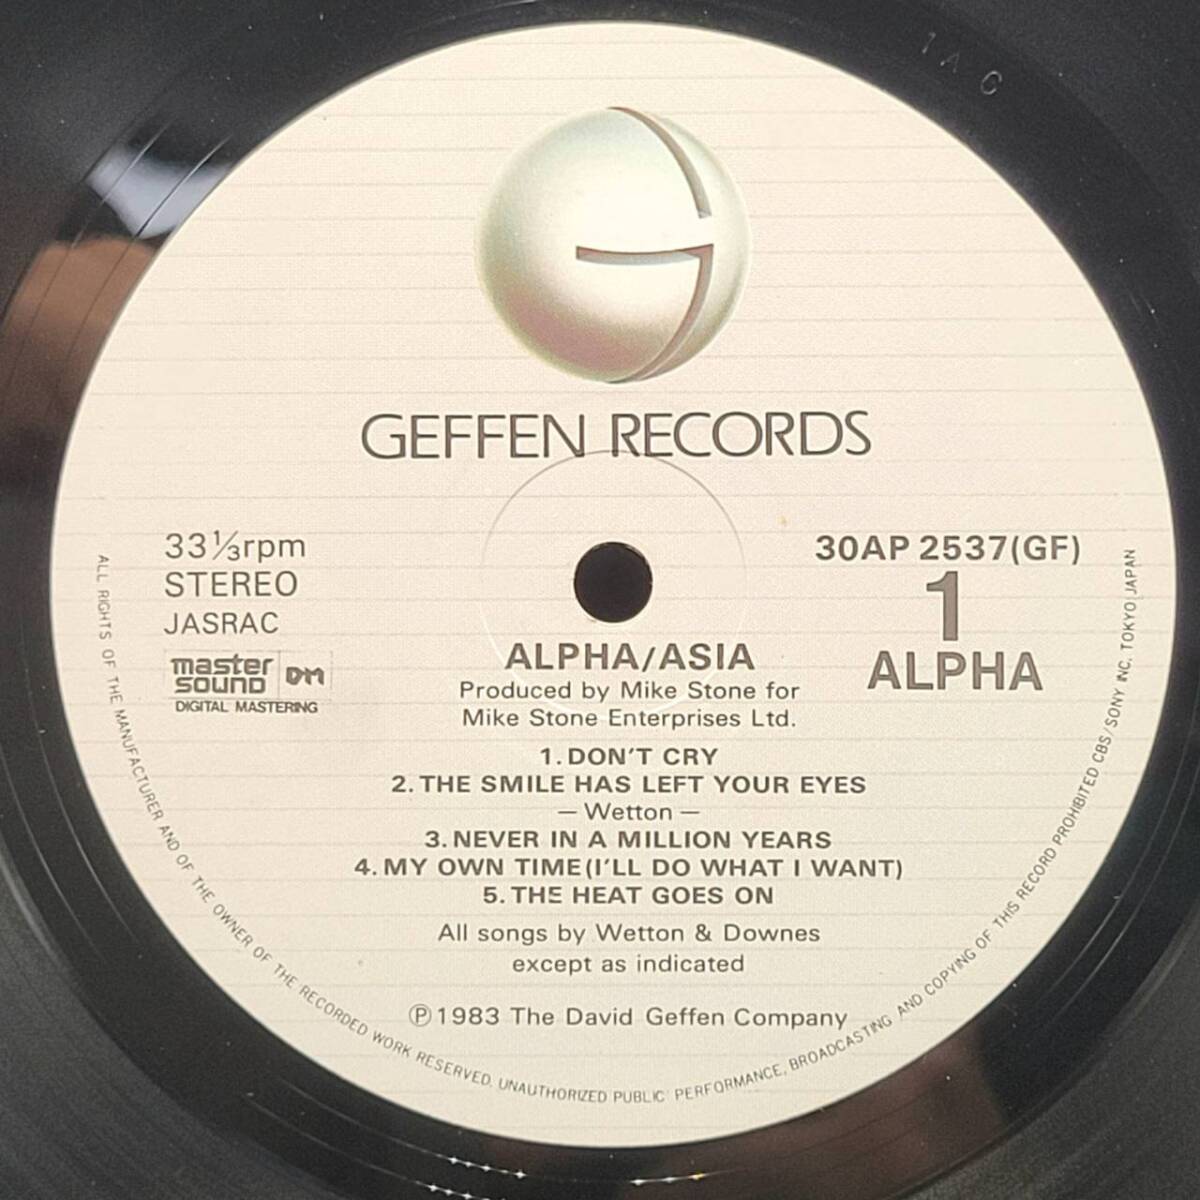 1 A C
GEFFEN RECORDS
33⅓rpm
STEREO
JASRAC
master
sound
DM
DIGITAL MASTERING
30AP 2537(GF)
1
ALPHA
ALPHA/ASIA
Produced by Mike Stone for
Mike Stone Enterprises Ltd.
1. DON'T CRY
2. THE SMILE HAS LEFT YOUR EYES
— Wetton —
3. NEVER IN A MILLION YEARS
4. MY OWN TIME (I'LL DO WHAT I WANT)
5. THE HEAT GOES ON
All songs by Wetton & Downes
except as indicated
Ⓟ1983 The David Geffen Company
ALL RIGHTS OF THE MANUFACTURER AND OF THE OWNER OF THE RECORDED WORK RESERVED. UNAUTHORIZED PUBLIC PERFORMANCE, BROADCASTING AND COPYING OF THIS RECORD PROHIBITED CBS/SONY INC. TOKYO JAPAN